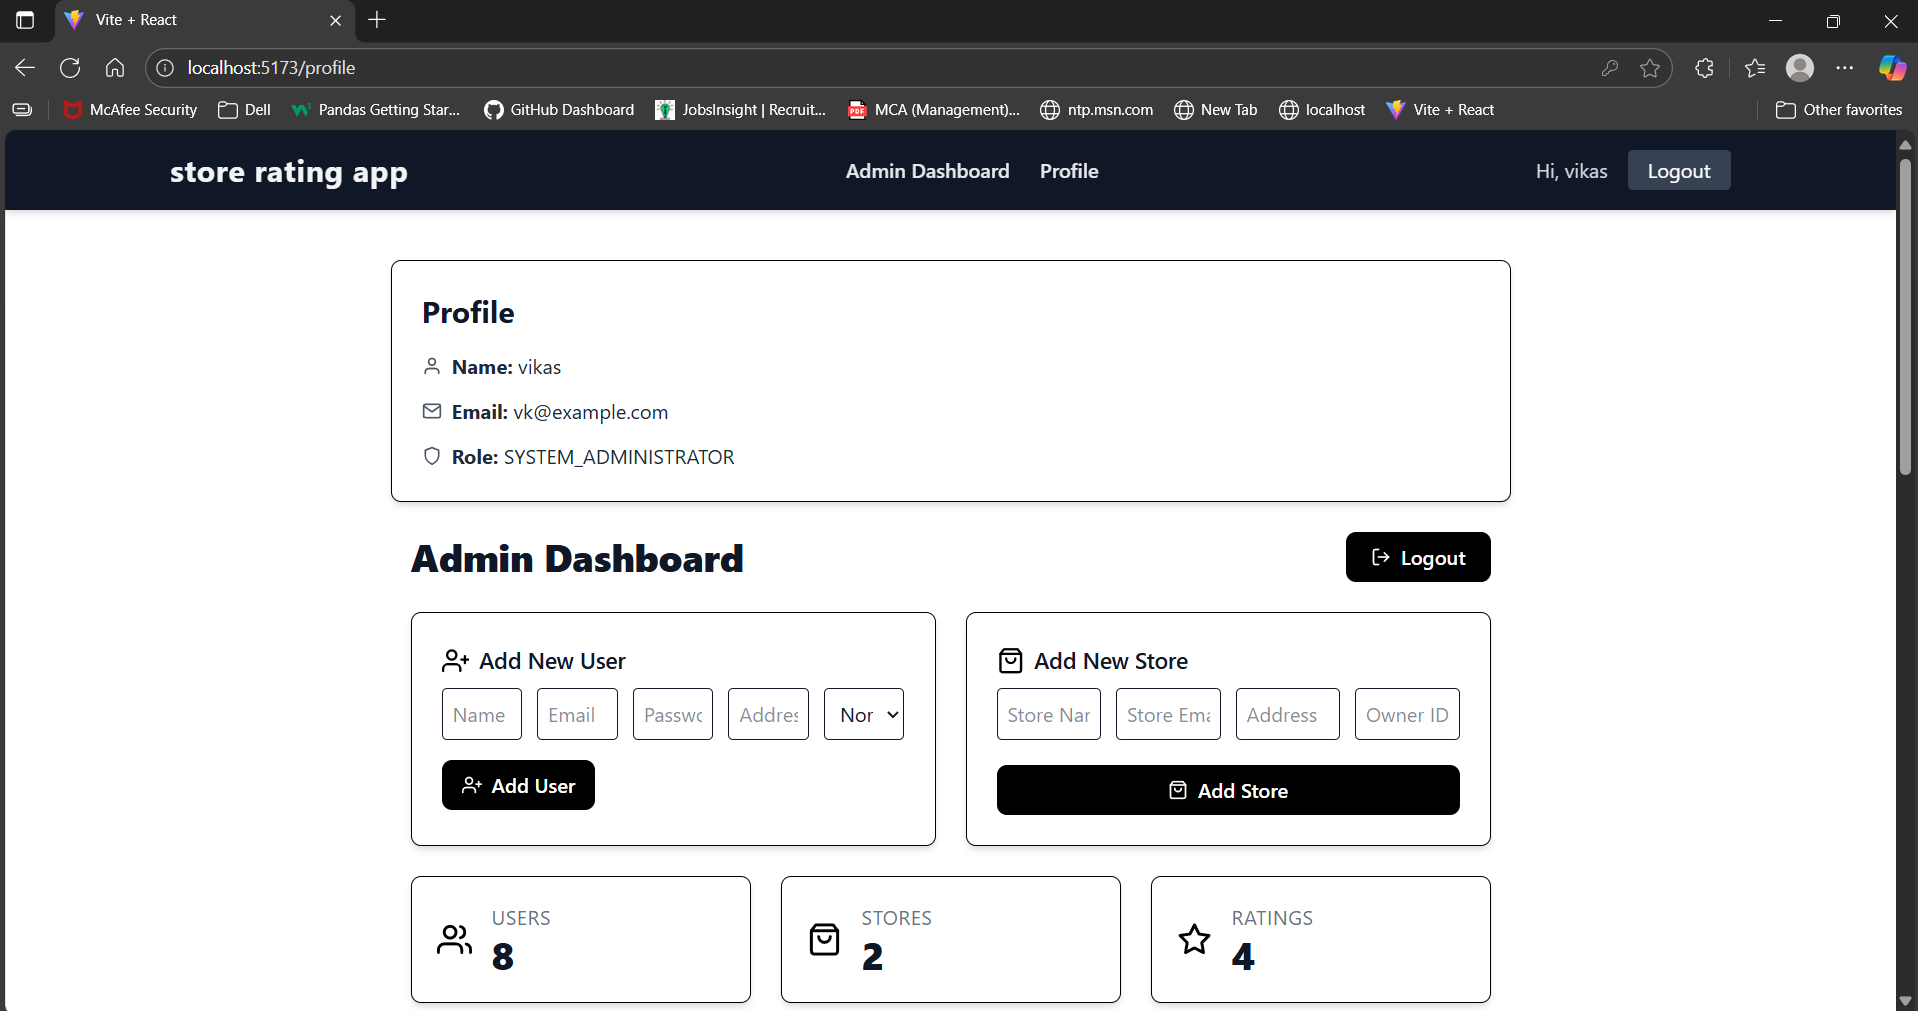 Vite + React
localhost:5173/profile
McAfee Security Dell Pandas Getting Star... GitHub Dashboard JobsInsight | Recruit... MCA (Management)... ntp.msn.com New Tab localhost Vite + React Other favorites
store rating app Admin Dashboard Profile Hi, vikas Logout
Profile
Name: vikas
Email: vk@example.com
Role: SYSTEM_ADMINISTRATOR
Admin Dashboard Logout
Add New User
Name Email Passwo Addres Nor
Add User
Add New Store
Store Nar Store Ema Address Owner ID
Add Store
USERS
8
STORES
2
RATINGS
4